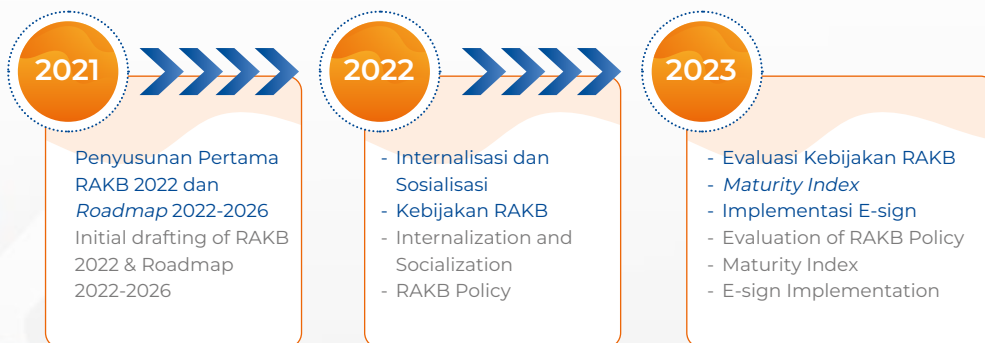 2021
Penyusunan Pertama
RAKB 2022 dan
Roadmap 2022-2026
Initial drafting of RAKB
2022 & Roadmap
2022-2026
2022
- Internalisasi dan
Sosialisasi
- Kebijakan RAKB
- Internalization and
Socialization
- RAKB Policy
2023
- Evaluasi Kebijakan RAKB
- Maturity Index
- Implementasi E-sign
- Evaluation of RAKB Policy
- Maturity Index
- E-sign Implementation